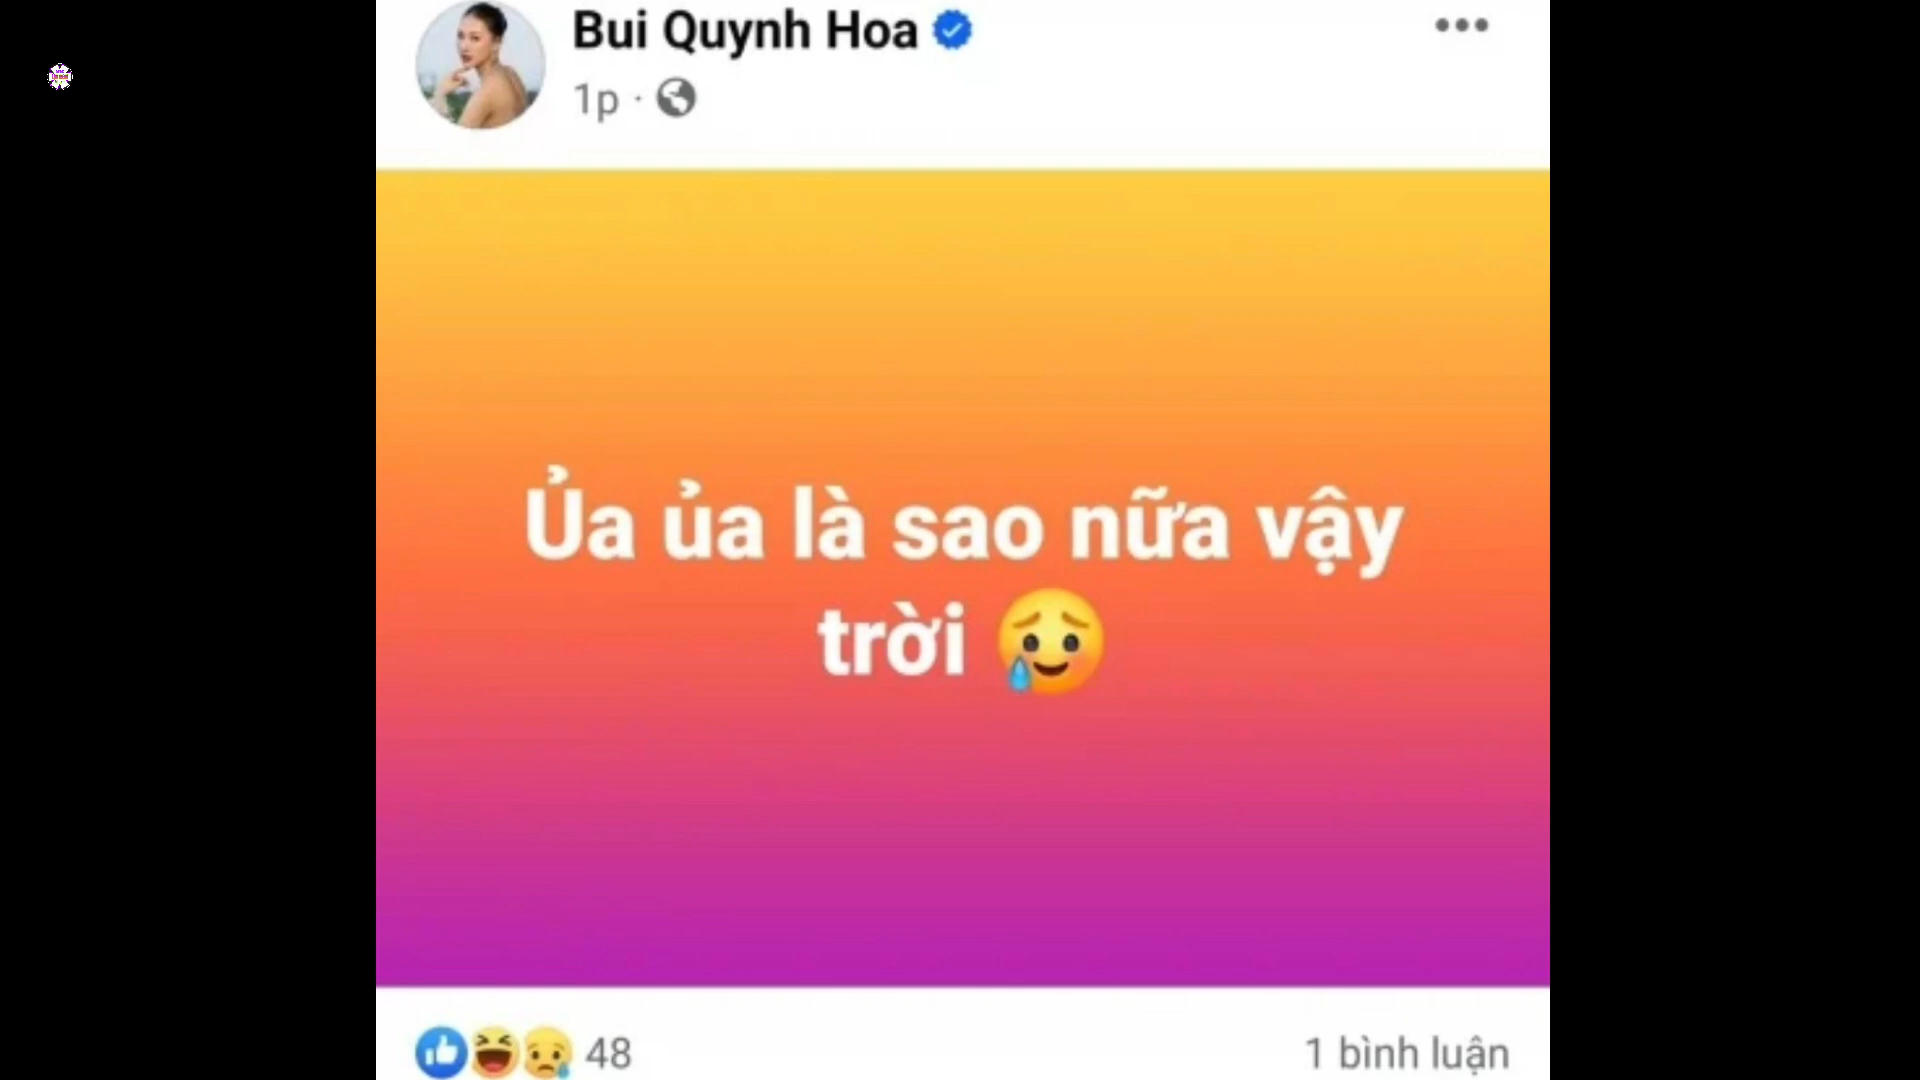 Bui Quynh Hoa
1p ·
Ủa ủa là sao nữa vậy
trời 🥲
48
1 bình luận